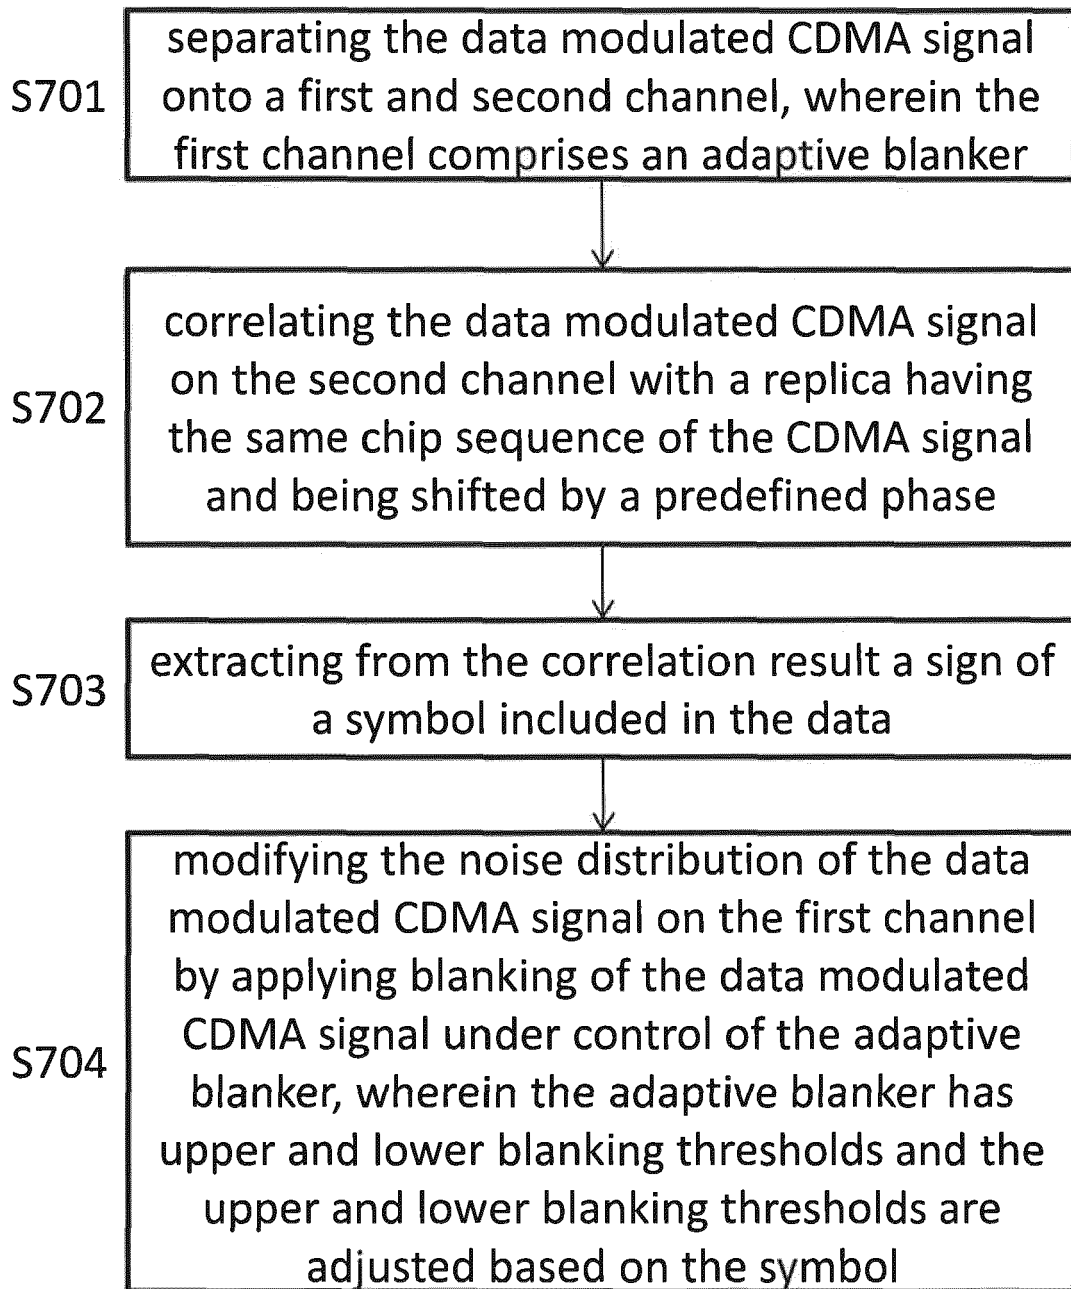 separating the data modulated CDMA signal
S701
onto a first and second channel, wherein the
first channel comprises an adaptive blanker
correlating the data modulated CDMA signal
on the second channel with a replica having
S702
the same chip sequence of the CDMA signal
and being shifted by a predefined phase
extracting from the correlation result a sign of
S703
a symbol included in the data
modifying the noise distribution of the data
modulated CDMA signal on the first channel
by applying blanking of the data modulated
CDMA signal under control of the adaptive
S704
blanker, wherein the adaptive blanker has
upper and lower blanking thresholds and the
upper and lower blanking thresholds are
adjusted based on the symbol